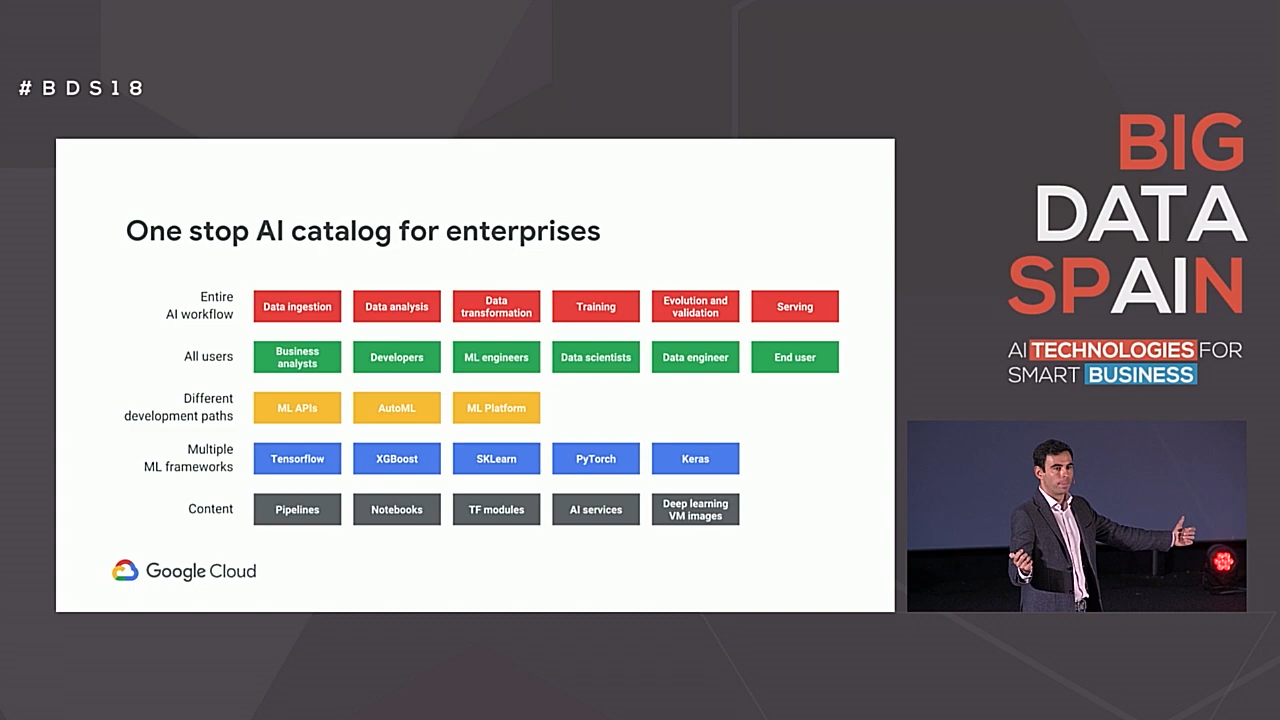 #BDS18
One stop AI catalog for enterprises
Entire
AI workflow
Data ingestion
Data analysis
Data
transformation
Training
Evolution and
validation
Serving
All users
Business
analysts
Developers
ML engineers
Data scientists
Data engineer
End user
Different
development paths
ML APIs
AutoML
ML Platform
Multiple
ML frameworks
Tensorflow
XGBoost
SKLearn
PyTorch
Keras
Content
Pipelines
Notebooks
TF modules
AI services
Deep learning
VM images
Google Cloud
BIG
DATA
SPAIN
AI TECHNOLOGIES FOR
SMART BUSINESS